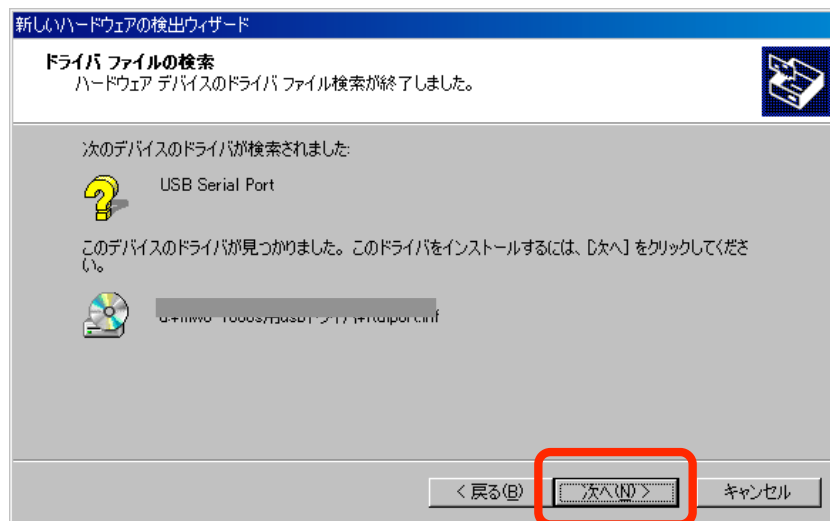 新しいハードウェアの検出ウィザード
ドライバ ファイルの検索
ハードウェア デバイスのドライバ ファイル検索が終了しました。
次のデバイスのドライバが検索されました:
USB Serial Port
このデバイスのドライバが見つかりました。このドライバをインストールするには、[次へ] をクリックしてくださ
い。
< 戻る(B)
次へ(N) >
キャンセル